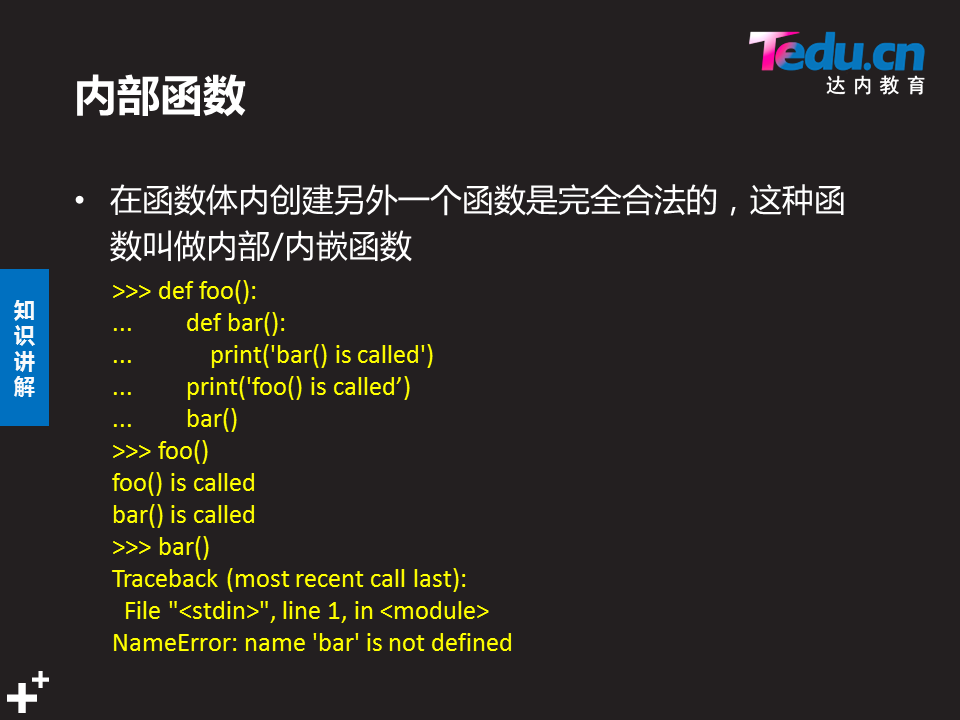 Tedu.cn
达内教育
内部函数
• 在函数体内创建另外一个函数是完全合法的，这种函
数叫做内部/内嵌函数
知识讲解
>>> def foo():
...        def bar():
...            print('bar() is called')
...        print('foo() is called’)
...        bar()
>>> foo()
foo() is called
bar() is called
>>> bar()
Traceback (most recent call last):
  File "<stdin>", line 1, in <module>
NameError: name 'bar' is not defined